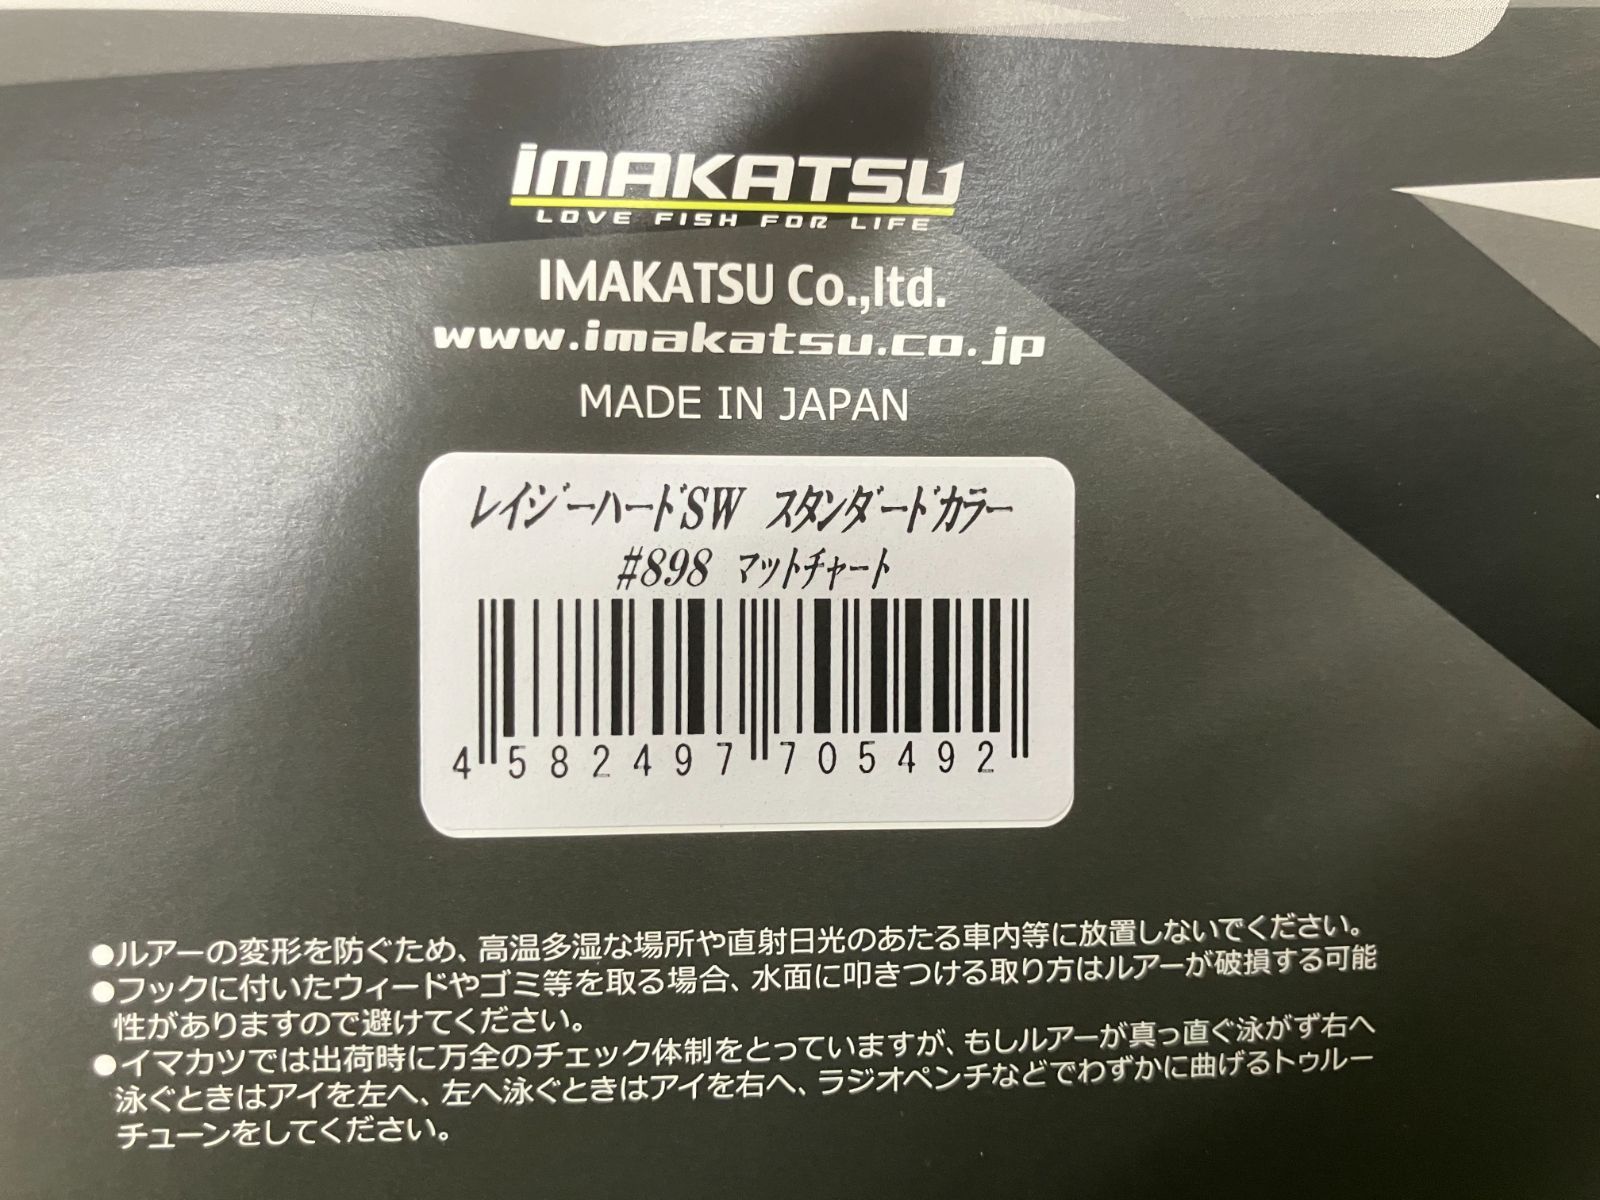 iMAKATSU
LOVE FISH FOR LIFE
IMAKATSU Co.,ltd.
www.imakatsu.co.jp
MADE IN JAPAN
レイジーハードSW スタンダードカラー
#898 マットチャート
4 582497 705492
●ルアーの変形を防ぐため、高温多湿な場所や直射日光のあたる車内等に放置しないでください。
●フックに付いたウィードやゴミ等を取る場合、水面に叩きつける取り方はルアーが破損する可能
性がありますので避けてください。
●イマカツでは出荷時に万全のチェック体制をとっていますが、もしルアーが真っ直ぐ泳がず右へ
泳ぐときはアイを左へ、左へ泳ぐときはアイを右へ、ラジオペンチなどでわずかに曲げるトゥルー
チューンをしてください。